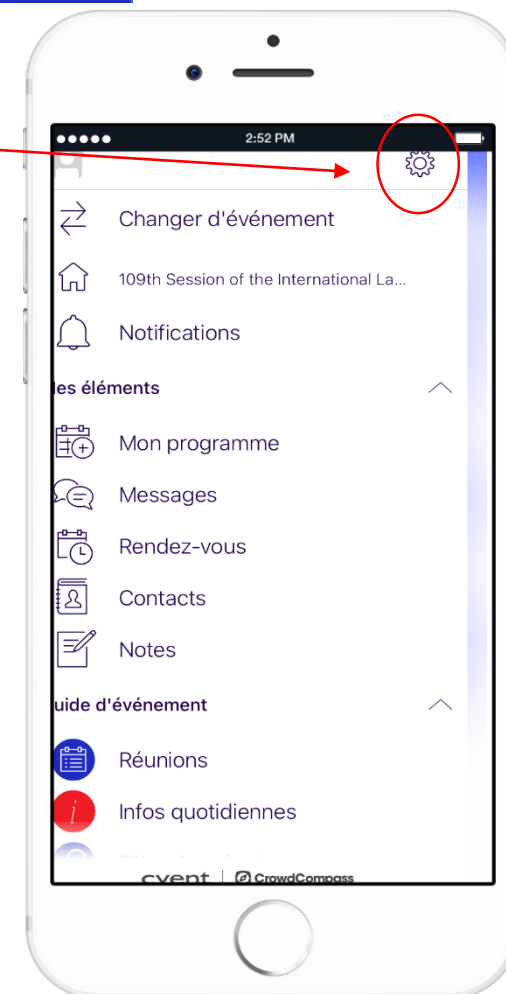 2:52 PM
Changer d'événement
109th Session of the International La...
Notifications
les éléments
Mon programme
Messages
Rendez-vous
Contacts
Notes
uide d'événement
Réunions
Infos quotidiennes
cvent | CrowdCompass